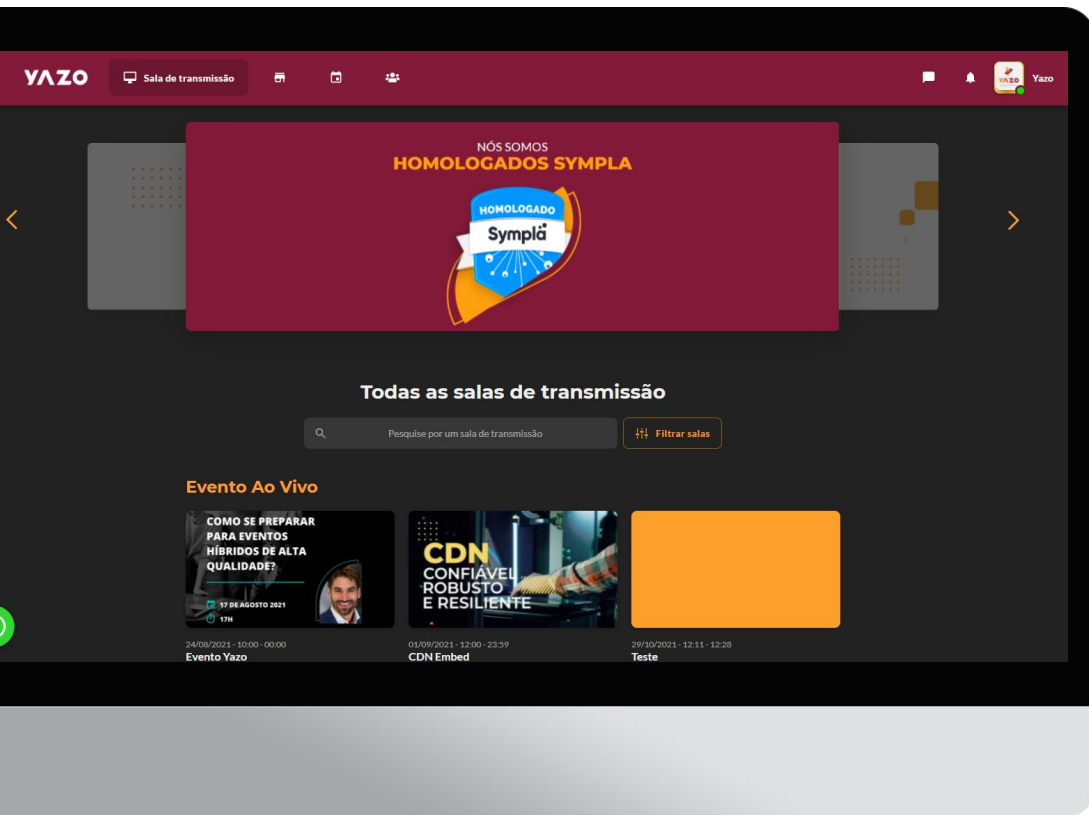 YAZO
Sala de transmissão
Yazo
NÓS SOMOS
HOMOLOGADOS SYMPLA
HOMOLOGADO
Sympla
Todas as salas de transmissão
Pesquise por um sala de transmissão
Filtrar salas
Evento Ao Vivo
COMO SE PREPARAR
PARA EVENTOS
HÍBRIDOS DE ALTA
QUALIDADE?
17 DE AGOSTO 2021
17H
CDN
CONFIÁVEL
ROBUSTO
E RESILIENTE
24/08/2021 - 10:00 - 00:00
Evento Yazo
01/09/2021 - 12:00 - 23:59
CDN Embed
29/10/2021 - 12:11 - 12:28
Teste